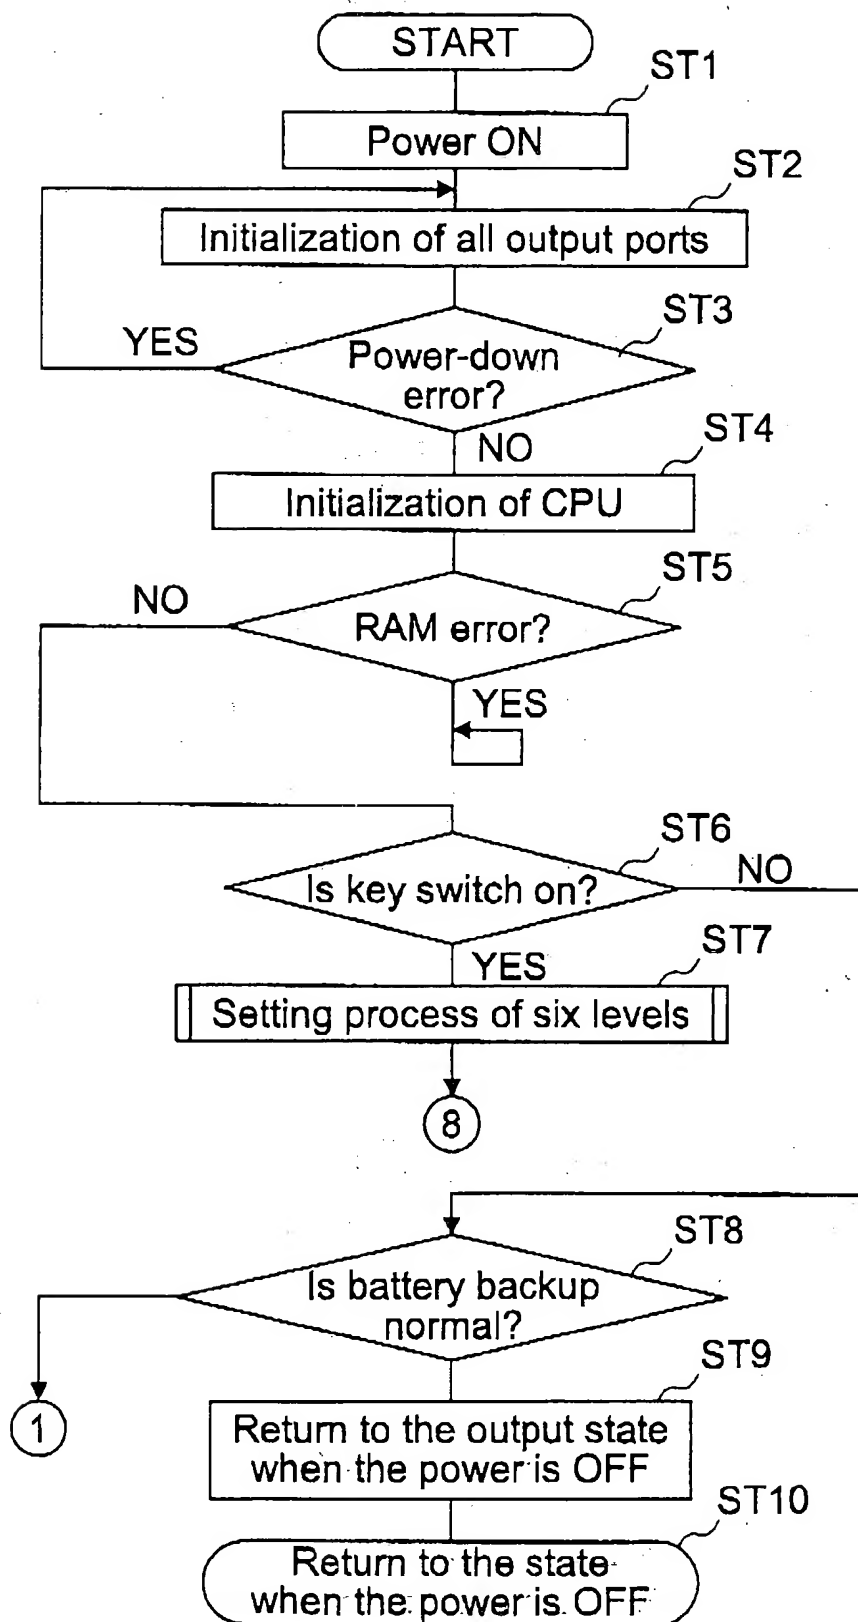 START
ST1
Power ON
ST2
Initialization of all output ports
ST3
YES
Power-down
error?
NO
ST4
Initialization of CPU
ST5
NO
RAM error?
YES
ST6
NO
Is key switch on?
YES
ST7
Setting process of six levels
8
ST8
Is battery backup
normal?
ST9
1
Return to the output state
when the power is OFF
ST10
Return to the state
when the power is OFF